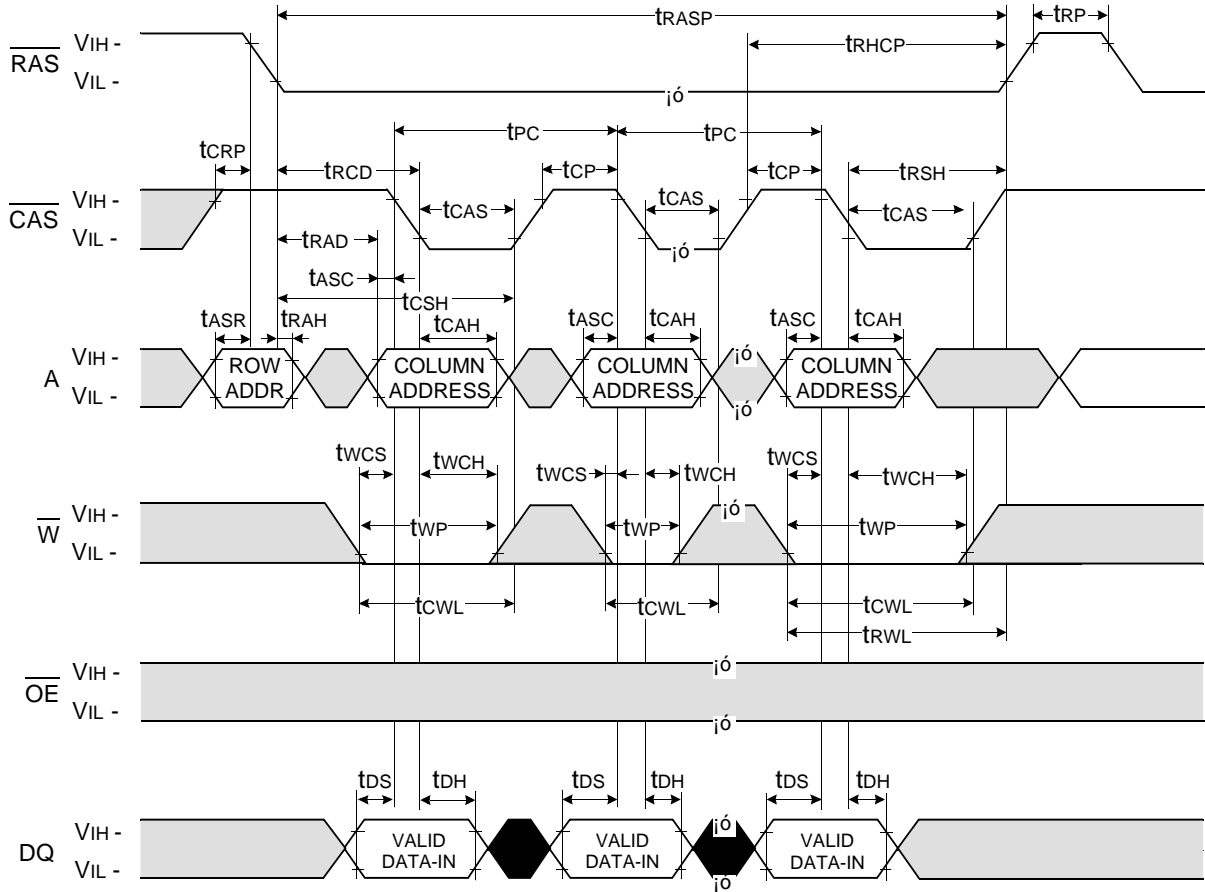 tRASP
tRP
RAS
VIH -
VIL -
tRHCP
¡ó
tPC
tPC
tCRP
tRCD
tCP
tCP
tRSH
CAS
VIH -
VIL -
tCAS
tCAS
tCAS
¡ó
tRAD
tASC
tCSH
tASR
tRAH
tCAH
tASC
tCAH
tASC
tCAH
A
VIH -
VIL -
ROW
ADDR
COLUMN
ADDRESS
COLUMN
ADDRESS
¡ó
¡ó
COLUMN
ADDRESS
tWCS
tWCH
tWCS
tWCH
tWCS
tWCH
W
VIH -
VIL -
tWP
tWP
¡ó
tWP
tCWL
tCWL
tCWL
tRWL
OE
VIH -
VIL -
¡ó
¡ó
tDS
tDH
tDS
tDH
tDS
tDH
DQ
VIH -
VIL -
VALID
DATA-IN
VALID
DATA-IN
¡ó
¡ó
VALID
DATA-IN